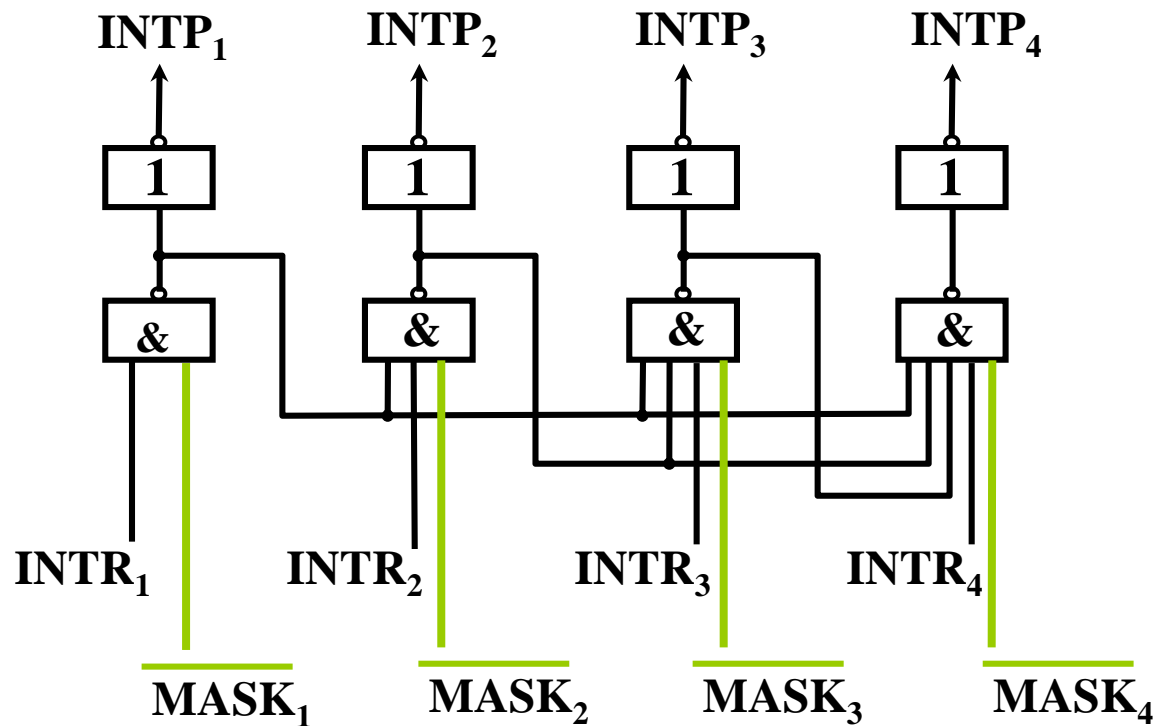 INTP₁ INTP₂ INTP₃ INTP₄
1 1 1 1
& & & &
INTR₁ INTR₂ INTR₃ INTR₄
MASK₁ MASK₂ MASK₃ MASK₄